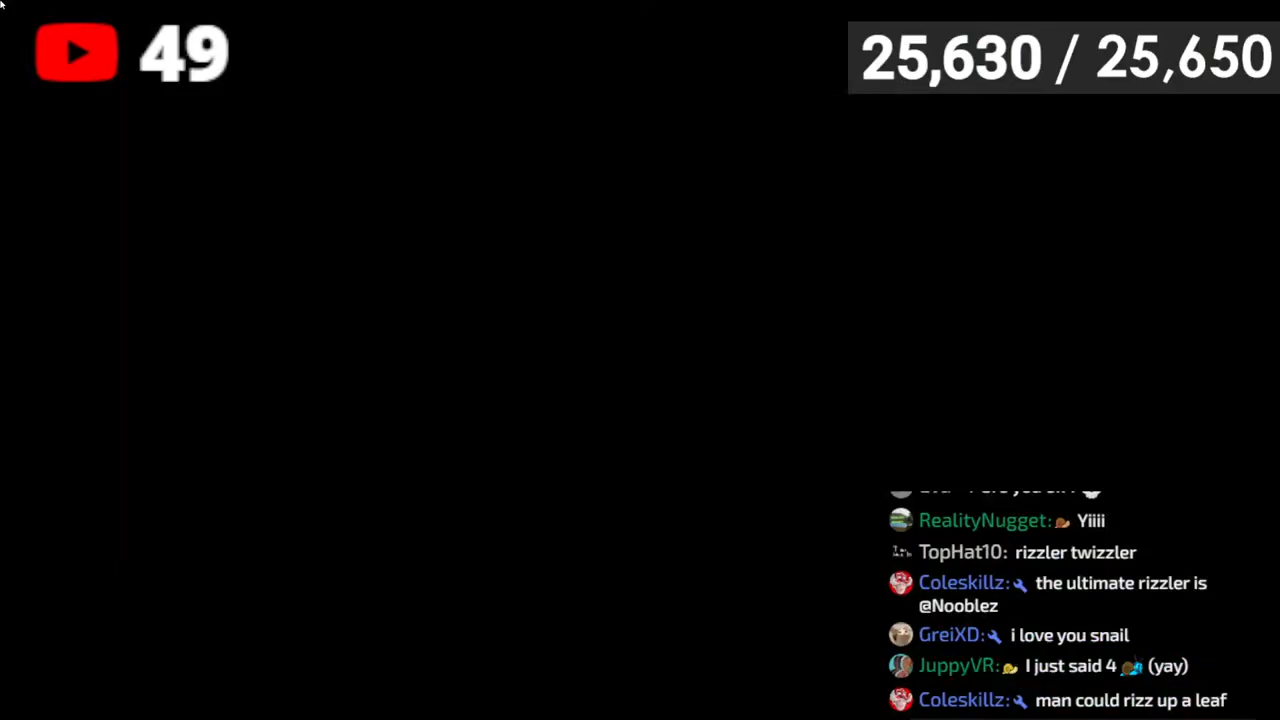 49
25,630 / 25,650
RealityNugget: Yiiii
TopHat10: rizzler twizzler
Coleskillz: the ultimate rizzler is
@Nooblez
GreiXD: i love you snail
JuppyVR: I just said 4 (yay)
Coleskillz: man could rizz up a leaf